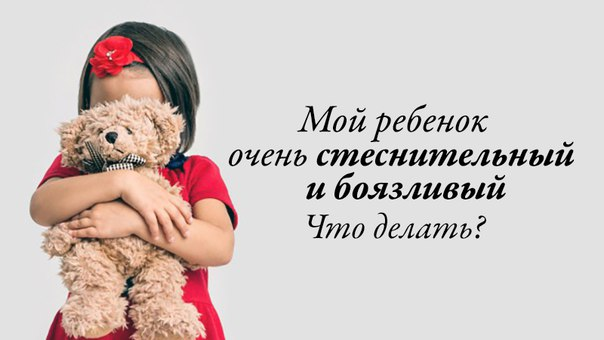 Мой ребенок
очень стеснительный
и боязливый
Что делать?